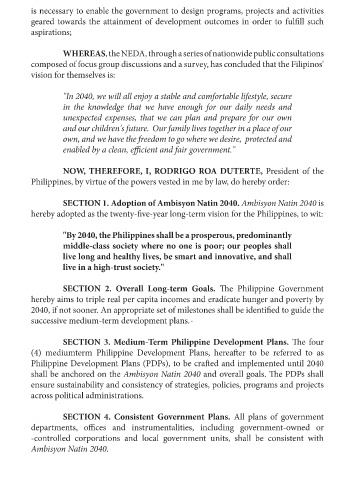 is necessary to enable the government to design programs, projects and activities
geared towards the attainment of development outcomes in order to fulfill such
aspirations;
WHEREAS, the NEDA, through a series of nationwide public consultations
composed of focus group discussions and a survey, has concluded that the Filipinos'
vision for themselves is:
"In 2040, we will all enjoy a stable and comfortable lifestyle, secure
in the knowledge that we have enough for our daily needs and
unexpected expenses, that we can plan and prepare for our own
and our children's future. Our family lives together in a place of our
own, and we have the freedom to go where we desire, protected and
enabled by a clean, efficient and fair government."
NOW, THEREFORE, I, RODRIGO ROA DUTERTE, President of the
Philippines, by virtue of the powers vested in me by law, do hereby order:
SECTION 1. Adoption of Ambisyon Natin 2040. Ambisyon Natin 2040 is
hereby adopted as the twenty-five-year long-term vision for the Philippines, to wit:
"By 2040, the Philippines shall be a prosperous, predominantly
middle-class society where no one is poor; our peoples shall
live long and healthy lives, be smart and innovative, and shall
live in a high-trust society."
SECTION 2. Overall Long-term Goals. The Philippine Government
hereby aims to triple real per capita incomes and eradicate hunger and poverty by
2040, if not sooner. An appropriate set of milestones shall be identified to guide the
successive medium-term development plans.-
SECTION 3. Medium-Term Philippine Development Plans. The four
(4) mediumterm Philippine Development Plans, hereafter to be referred to as
Philippine Development Plans (PDPs), to be crafted and implemented until 2040
shall be anchored on the Ambisyon Natin 2040 and overall goals. The PDPs shall
ensure sustainability and consistency of strategies, policies, programs and projects
across political administrations.
SECTION 4. Consistent Government Plans. All plans of government
departments, offices and instrumentalities, including government-owned or
-controlled corporations and local government units, shall be consistent with
Ambisyon Natin 2040.